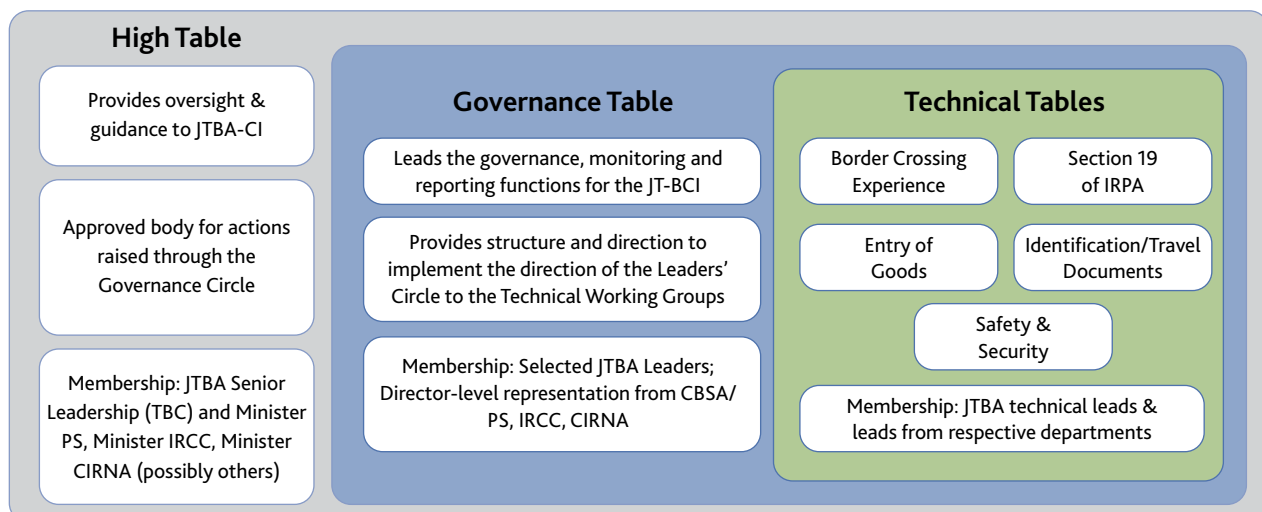 High Table
Provides oversight &
guidance to JTBA-CI
Approved body for actions
raised through the
Governance Circle
Membership: JTBA Senior
Leadership (TBC) and Minister
PS, Minister IRCC, Minister
CIRNA (possibly others)
Governance Table
Leads the governance, monitoring and
reporting functions for the JT-BCI
Provides structure and direction to
implement the direction of the Leaders’
Circle to the Technical Working Groups
Membership: Selected JTBA Leaders;
Director-level representation from CBSA/
PS, IRCC, CIRNA
Technical Tables
Border Crossing
Experience
Section 19
of IRPA
Entry of
Goods
Identification/Travel
Documents
Safety &
Security
Membership: JTBA technical leads &
leads from respective departments